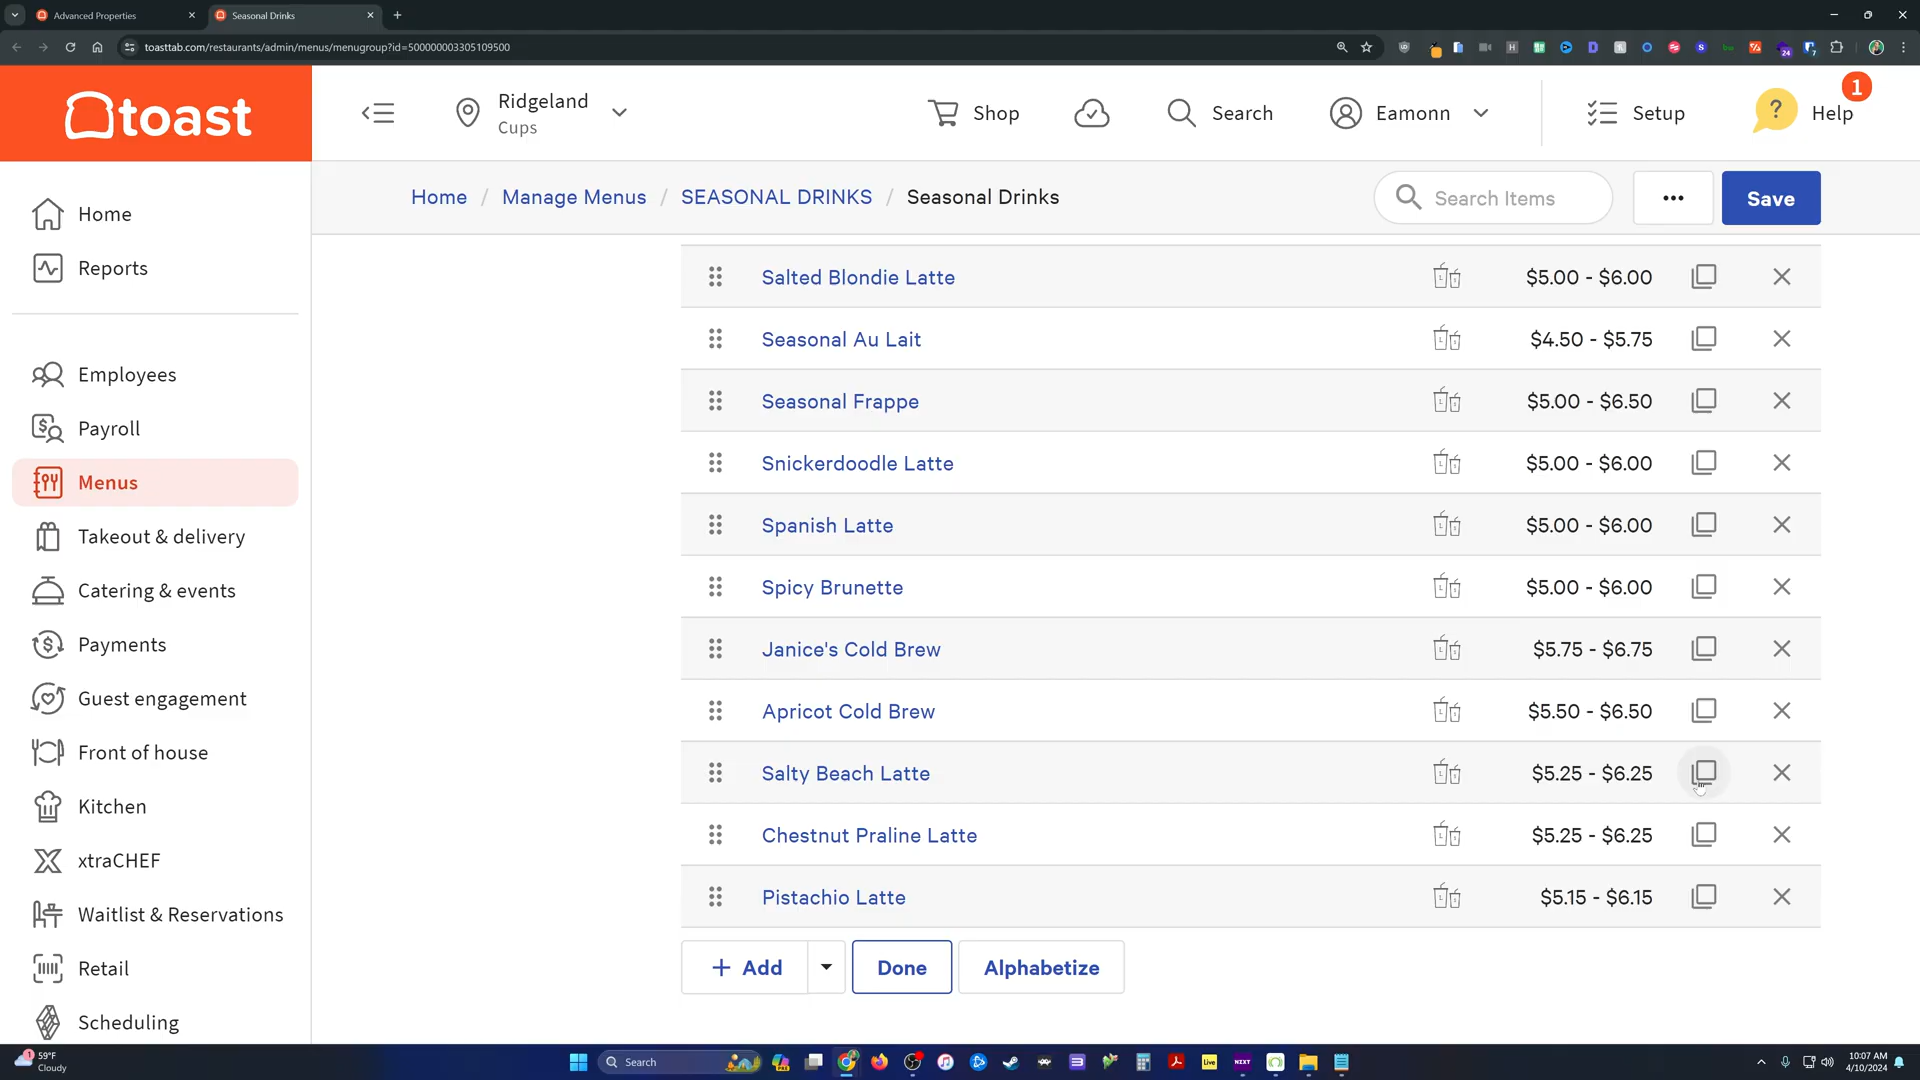 Advanced Properties
Seasonal Drinks
toasttab.com/restaurants/admin/menus/menugroup?id=500000003305109500
toast
Ridgeland
Cups
Shop
Search
Eamonn
Setup
?
Help
1
Home / Manage Menus / SEASONAL DRINKS / Seasonal Drinks
Search Items
Save
Home
Reports
Employees
Payroll
Menus
Takeout & delivery
Catering & events
Payments
Guest engagement
Front of house
Kitchen
xtraCHEF
Waitlist & Reservations
Retail
Scheduling
Salted Blondie Latte $5.00 - $6.00
Seasonal Au Lait $4.50 - $5.75
Seasonal Frappe $5.00 - $6.50
Snickerdoodle Latte $5.00 - $6.00
Spanish Latte $5.00 - $6.00
Spicy Brunette $5.00 - $6.00
Janice's Cold Brew $5.75 - $6.75
Apricot Cold Brew $5.50 - $6.50
Salty Beach Latte $5.25 - $6.25
Chestnut Praline Latte $5.25 - $6.25
Pistachio Latte $5.15 - $6.15
+ Add
Done
Alphabetize
59°F
Cloudy
Search
10:07 AM
4/10/2024